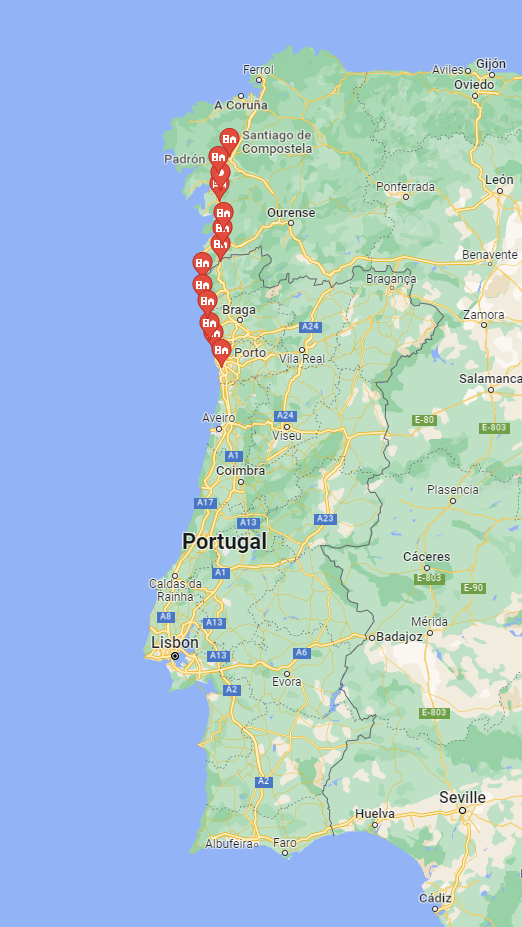 Ferrol
Aviles
Gijón
Oviedo
A Coruña
Santiago de
Compostela
Padrón
León
Ponferrada
Ourense
Benavente
Bragança
Zamora
Braga
A24
Porto
Vila Real
Salamanca
Aveiro
A24
E-80
E-803
Viseu
A1
Coimbra
Plasencia
A17
A13
A23
Portugal
Cáceres
A1
E-803
E-90
Caldas da
Rainha
A8
A13
Mérida
Lisbon
Badajoz
A13
A6
Evora
A2
E-803
A2
Seville
Huelva
Albufeira
Faro
Cádiz